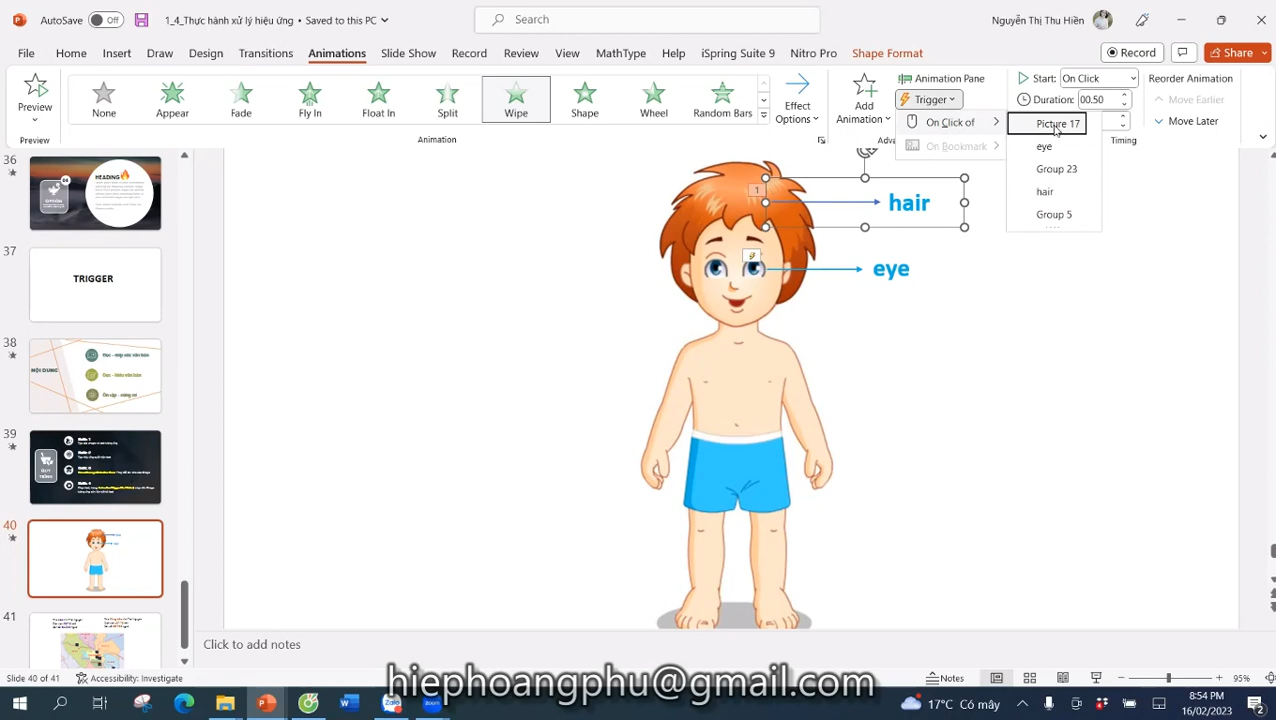 AutoSave Off 1_4_Thực hành xử lý hiệu ứng • Saved to this PC Search Nguyễn Thị Thu Hiền
File Home Insert Draw Design Transitions Animations Slide Show Record Review View MathType Help iSpring Suite 9 Nitro Pro Shape Format Record Share
Preview None Appear Fade Fly In Float In Split Wipe Shape Wheel Random Bars Effect Options Add Animation
Animation Pane
Trigger
On Click of
On Bookmark
Start: On Click
Duration: 00.50
Reorder Animation
Move Earlier
Move Later
Preview Animation Timing
Picture 17
eye
Group 23
hair
Group 5
36
HEADING
37
TRIGGER
38
NỘI DUNG
39
40
41
1
hair
eye
Click to add notes
Slide 40 of 41 Accessibility: Investigate Notes 95%
hiephoangphu@gmail.com
17°C Có mây
8:54 PM
16/02/2023
2